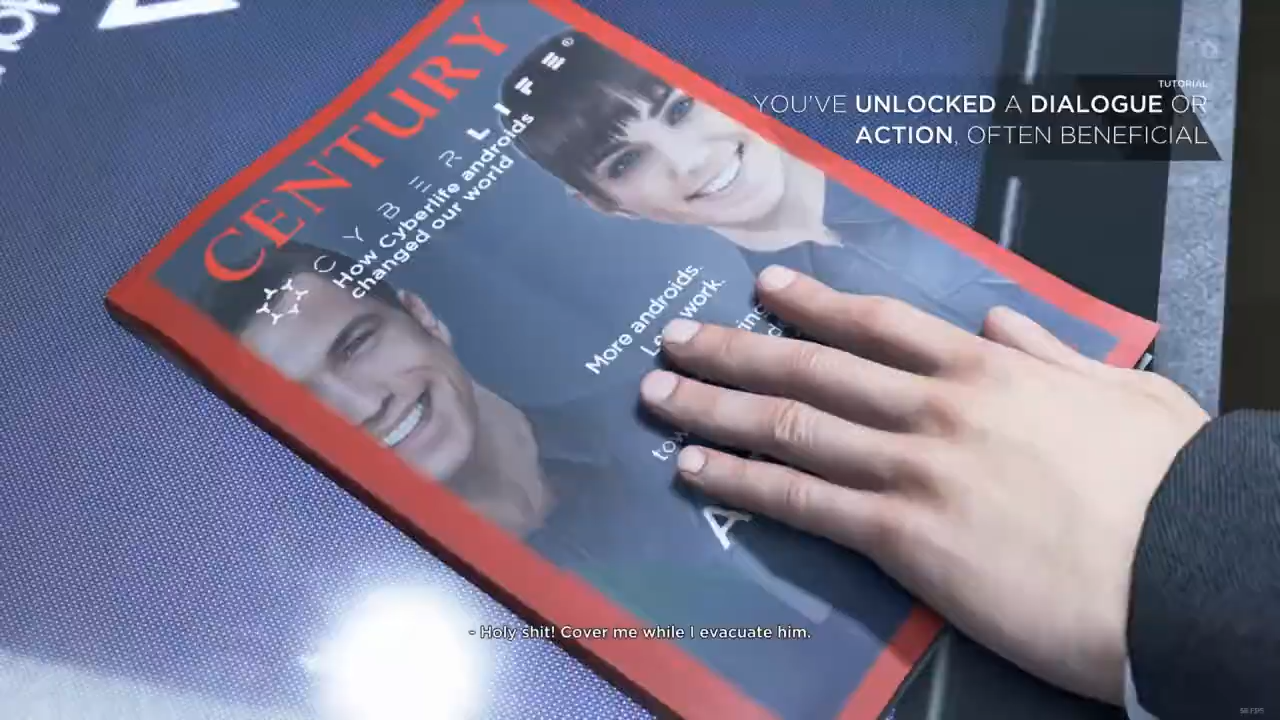 TUTORIAL
YOU'VE UNLOCKED A DIALOGUE OR
ACTION, OFTEN BENEFICIAL
CENTURY
CYBERLIFE
How Cyberlife androids
changed our world
More androids.
work.
- Holy shit! Cover me while I evacuate him.